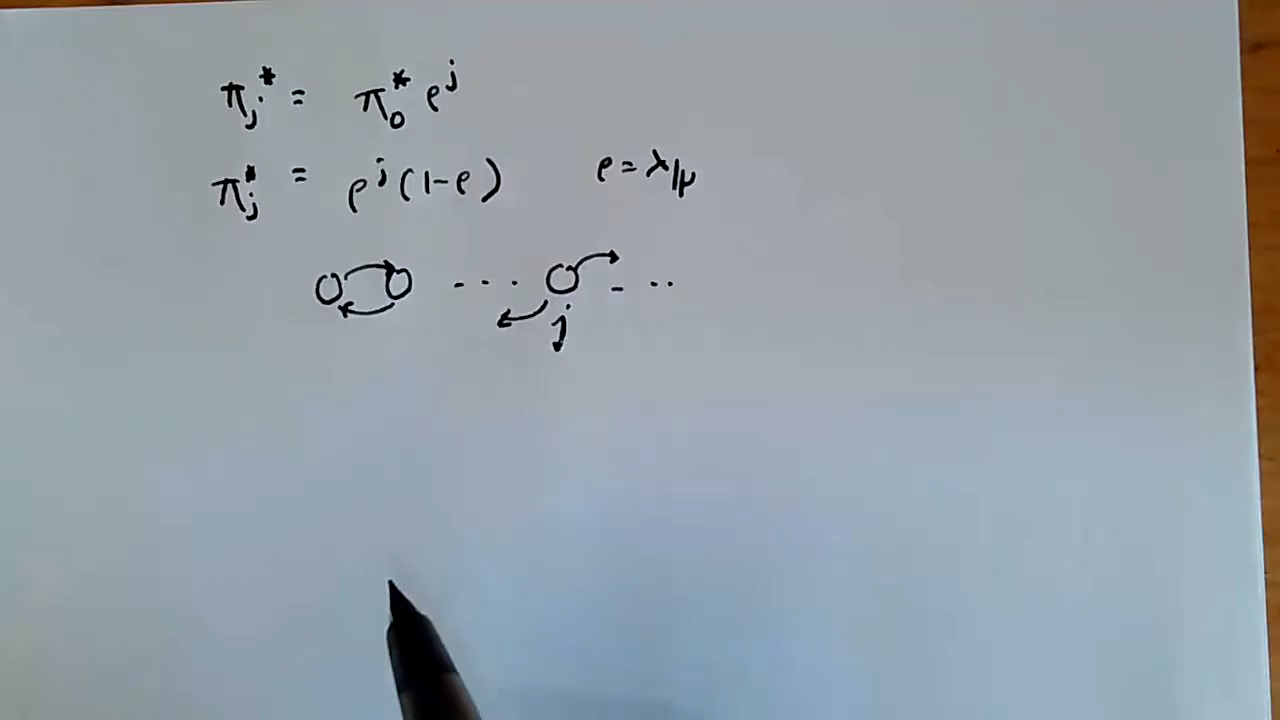 π_j^* = π_0^* ρ^j
π_j^* = ρ^j (1-ρ) ρ = λ/μ
... j ...